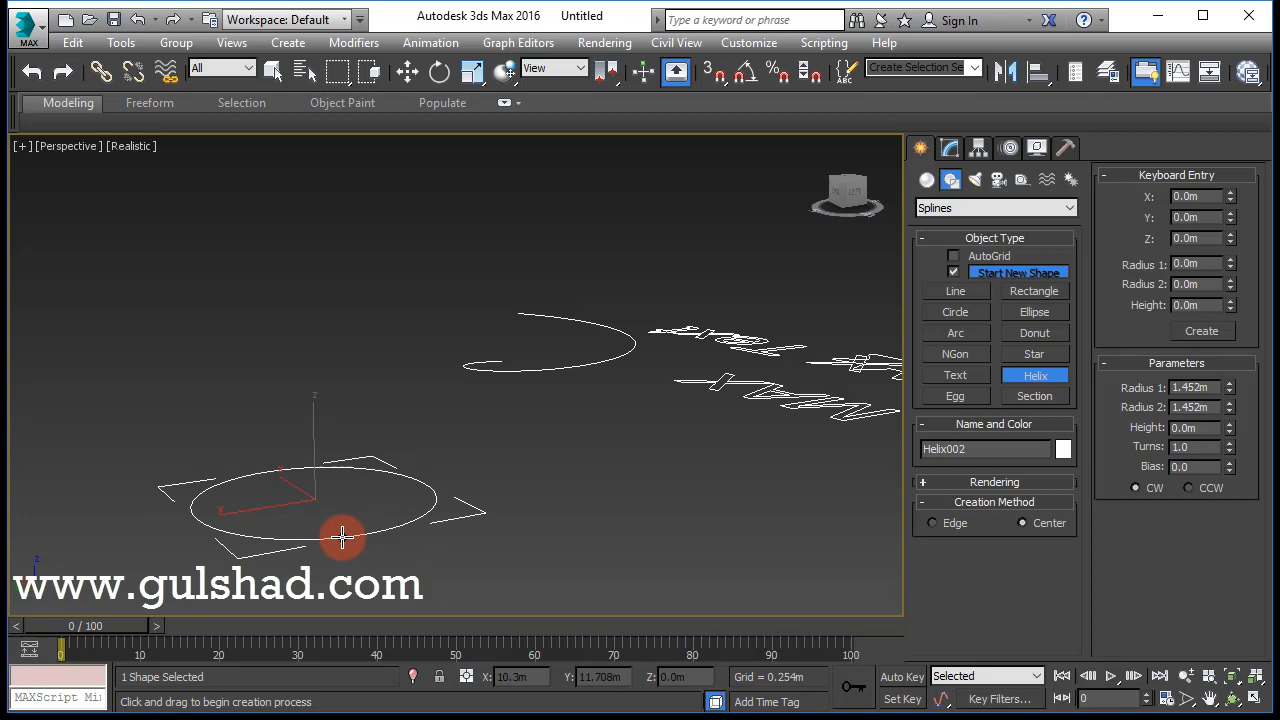 MAX
Workspace: Default
Autodesk 3ds Max 2016 Untitled
Type a keyword or phrase
Sign In
Edit Tools Group Views Create Modifiers Animation Graph Editors Rendering Civil View Customize Scripting Help
All
View
3
ABC
Create Selection Se
Modeling Freeform Selection Object Paint Populate
[+] [Perspective ] [Realistic ]
Splines
- Object Type
AutoGrid
Start New Shape
Line Rectangle
Circle Ellipse
Arc Donut
NGon Star
Text Helix
Egg Section
- Name and Color
Helix002
+ Rendering
- Creation Method
Edge Center
- Keyboard Entry
X: 0.0m
Y: 0.0m
Z: 0.0m
Radius 1: 0.0m
Radius 2: 0.0m
Height: 0.0m
Create
- Parameters
Radius 1: 1.452m
Radius 2: 1.452m
Height: 0.0m
Turns: 1.0
Bias: 0.0
CW CCW
z
x
z
www.gulshad.com
< 0 / 100 >
0 10 20 30 40 50 60 70 80 90 100
MAXScript Mi
1 Shape Selected
X: 10.3m Y: 11.708m Z: 0.0m
Grid = 0.254m
Auto Key
Selected
Click and drag to begin creation process
Add Time Tag
Set Key
Key Filters...
0